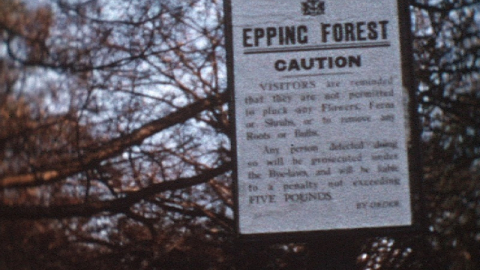 EPPING FOREST
CAUTION
VISITORS are reminded
that they are not permitted
to pluck any Flowers, Ferns
or Shrubs, or to remove any
Roots or Bulbs.
Any person detected doing
so will be prosecuted under
the Bye-laws, and will be liable
to a penalty not exceeding
FIVE POUNDS.
BY ORDER